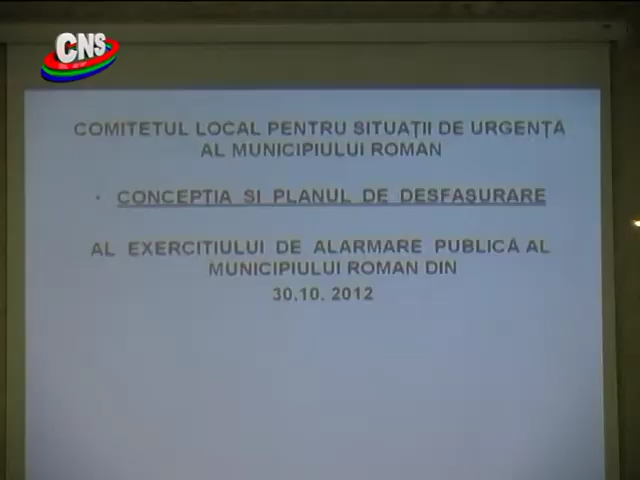 CNS
COMITETUL LOCAL PENTRU SITUAȚII DE URGENȚĂ
AL MUNICIPIULUI ROMAN
• CONCEPTIA SI PLANUL DE DESFASURARE
AL EXERCITIULUI DE ALARMARE PUBLICĂ AL
MUNICIPIULUI ROMAN DIN
30.10. 2012